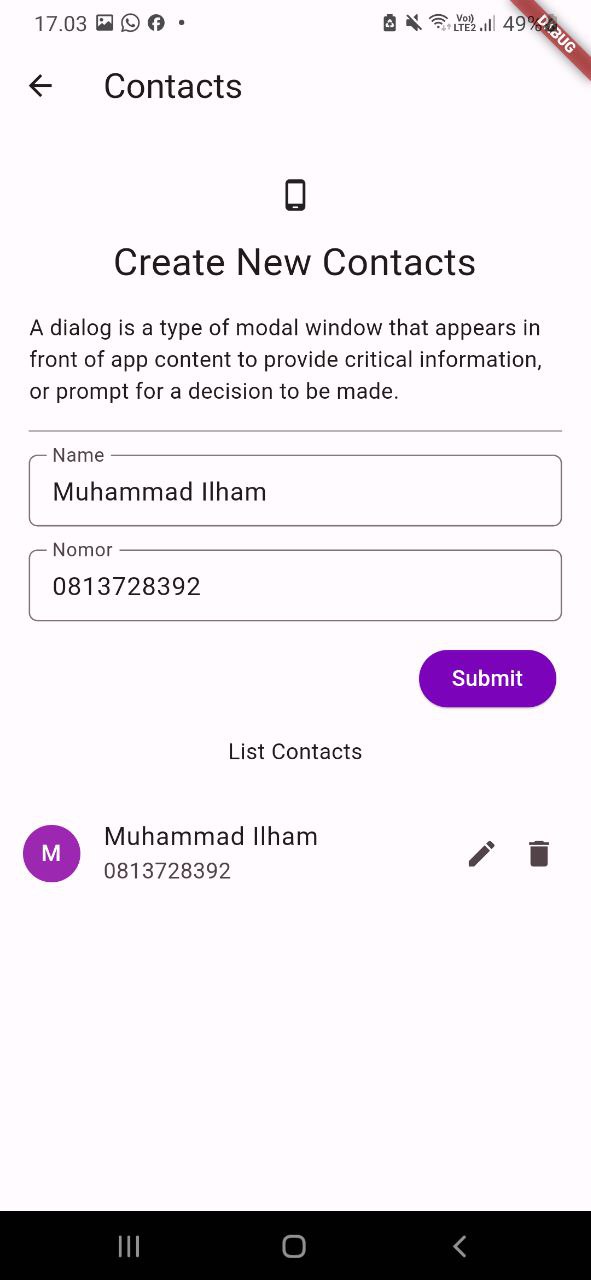 17.03 Vo)) LTE2 49%
DEBUG
Contacts
Create New Contacts
A dialog is a type of modal window that appears in
front of app content to provide critical information,
or prompt for a decision to be made.
Name
Muhammad Ilham
Nomor
0813728392
Submit
List Contacts
M
Muhammad Ilham
0813728392